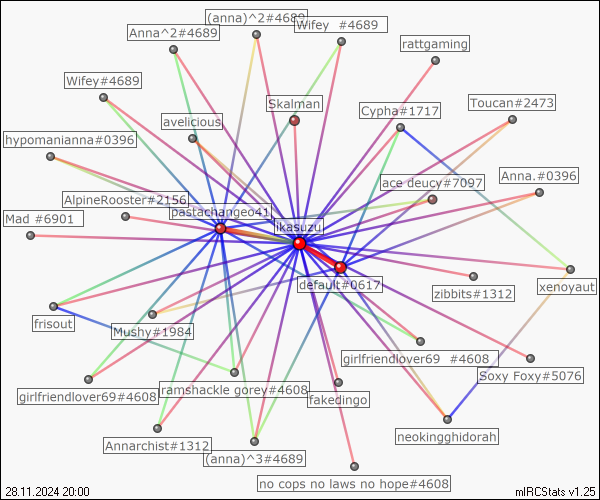 (anna)^2#4689
Wifey  #4689
Anna^2#4689
rattgaming
Wifey#4689
Skalman
Cypha#1717
Toucan#2473
avelicious
hypomanianna#0396
ace deucy#7097
Anna.#0396
AlpineRooster#2156
pastachangeo41
Mad #6901
ikasuzu
default#0617
xenoyaut
zibbits#1312
frisout
Mushy#1984
girlfriendlover69  #4608
Soxy Foxy#5076
girlfriendlover69#4608
ramshackle gorey#4608
fakedingo
neokingghidorah
Annarchist#1312
(anna)^3#4689
no cops no laws no hope#4608
28.11.2024 20:00
mIRCStats v1.25